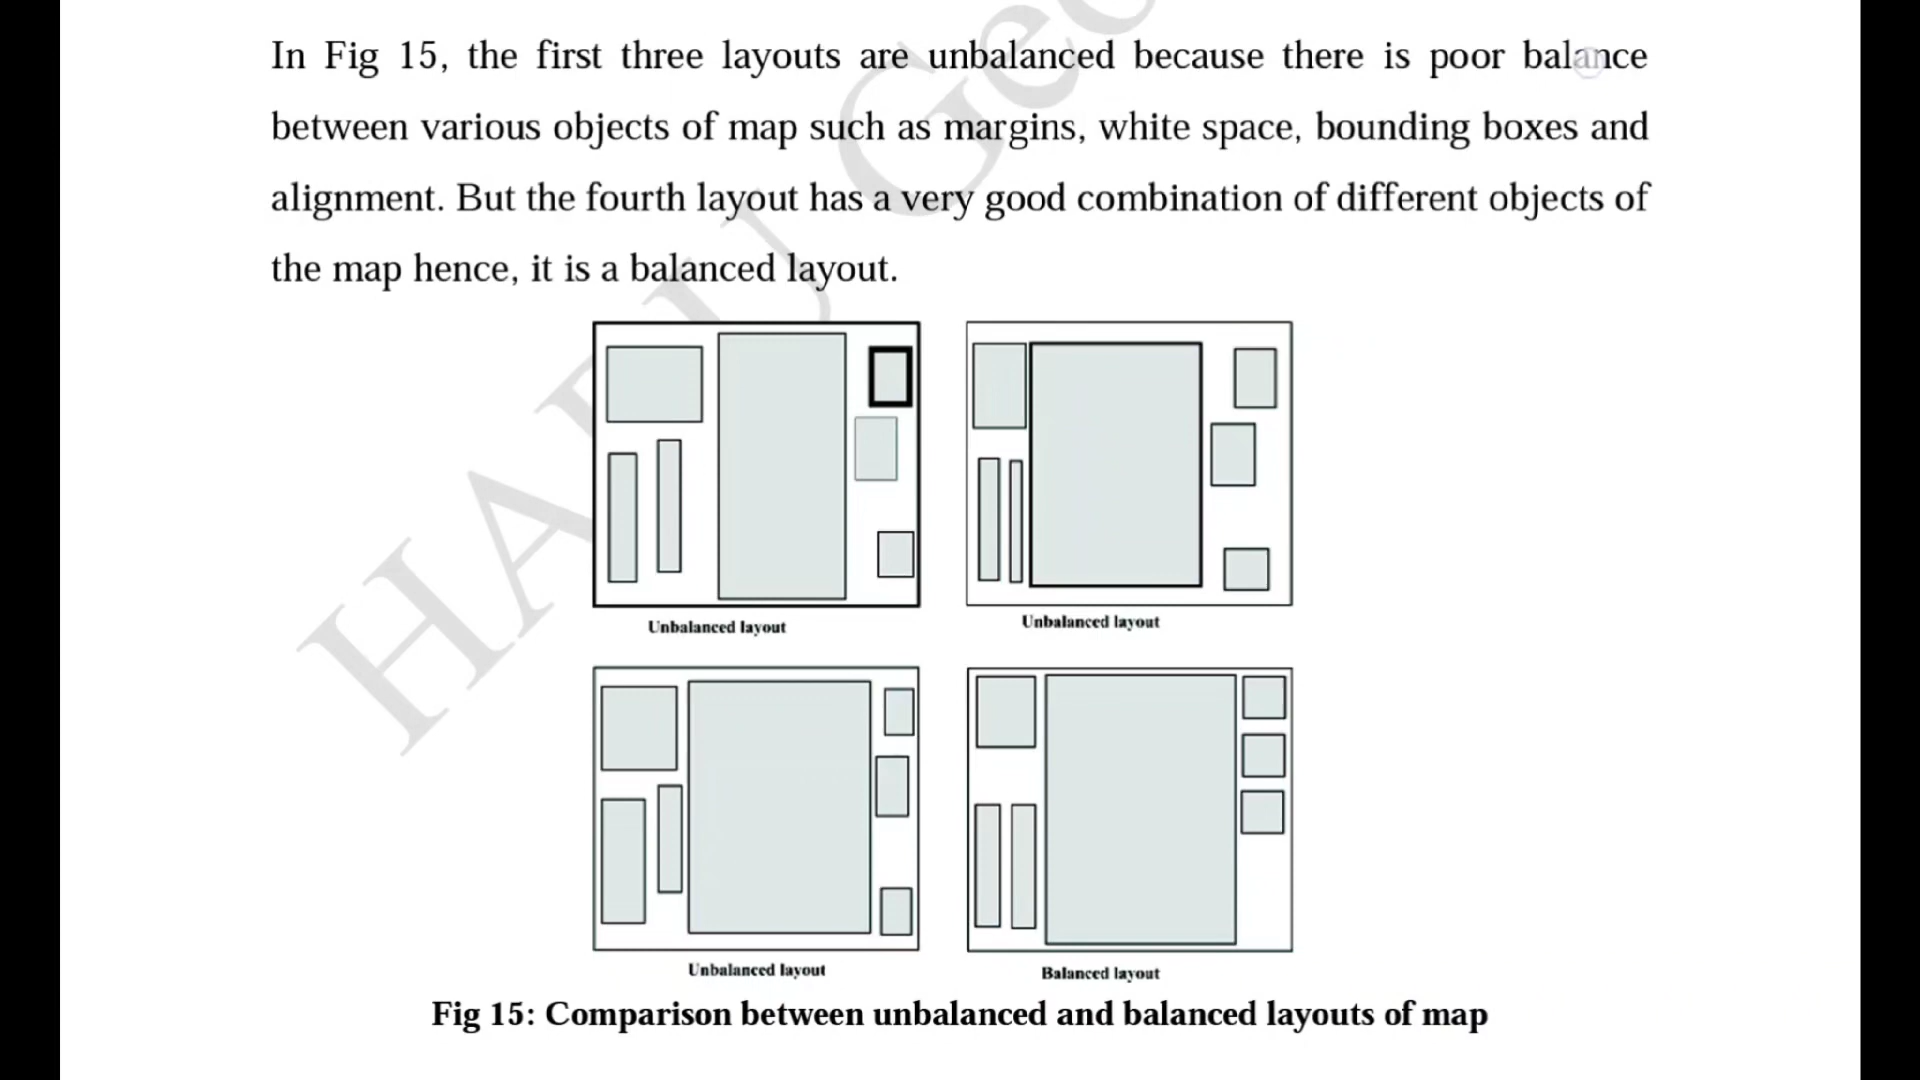 In Fig 15, the first three layouts are unbalanced because there is poor balance
between various objects of map such as margins, white space, bounding boxes and
alignment. But the fourth layout has a very good combination of different objects of
the map hence, it is a balanced layout.
Unbalanced layout
Unbalanced layout
Unbalanced layout
Balanced layout
Fig 15: Comparison between unbalanced and balanced layouts of map